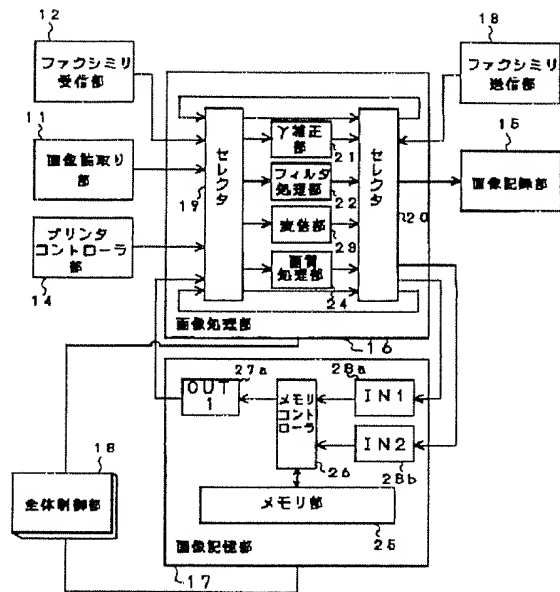 12
ファクシミリ
受信部
11
画像読取り
部
プリンタ
コントローラ
部
14
セレクタ
19
γ補正
部
21
フィルタ
処理部
22
変倍部
23
画質
処理部
24
セレクタ
20
画像処理部
16
18
ファクシミリ
送信部
15
画像記録部
27a
OUT
1
メモリ
コント
ローラ
26
28a
IN1
IN2
28b
メモリ部
25
画像記憶部
17
18
全体制御部